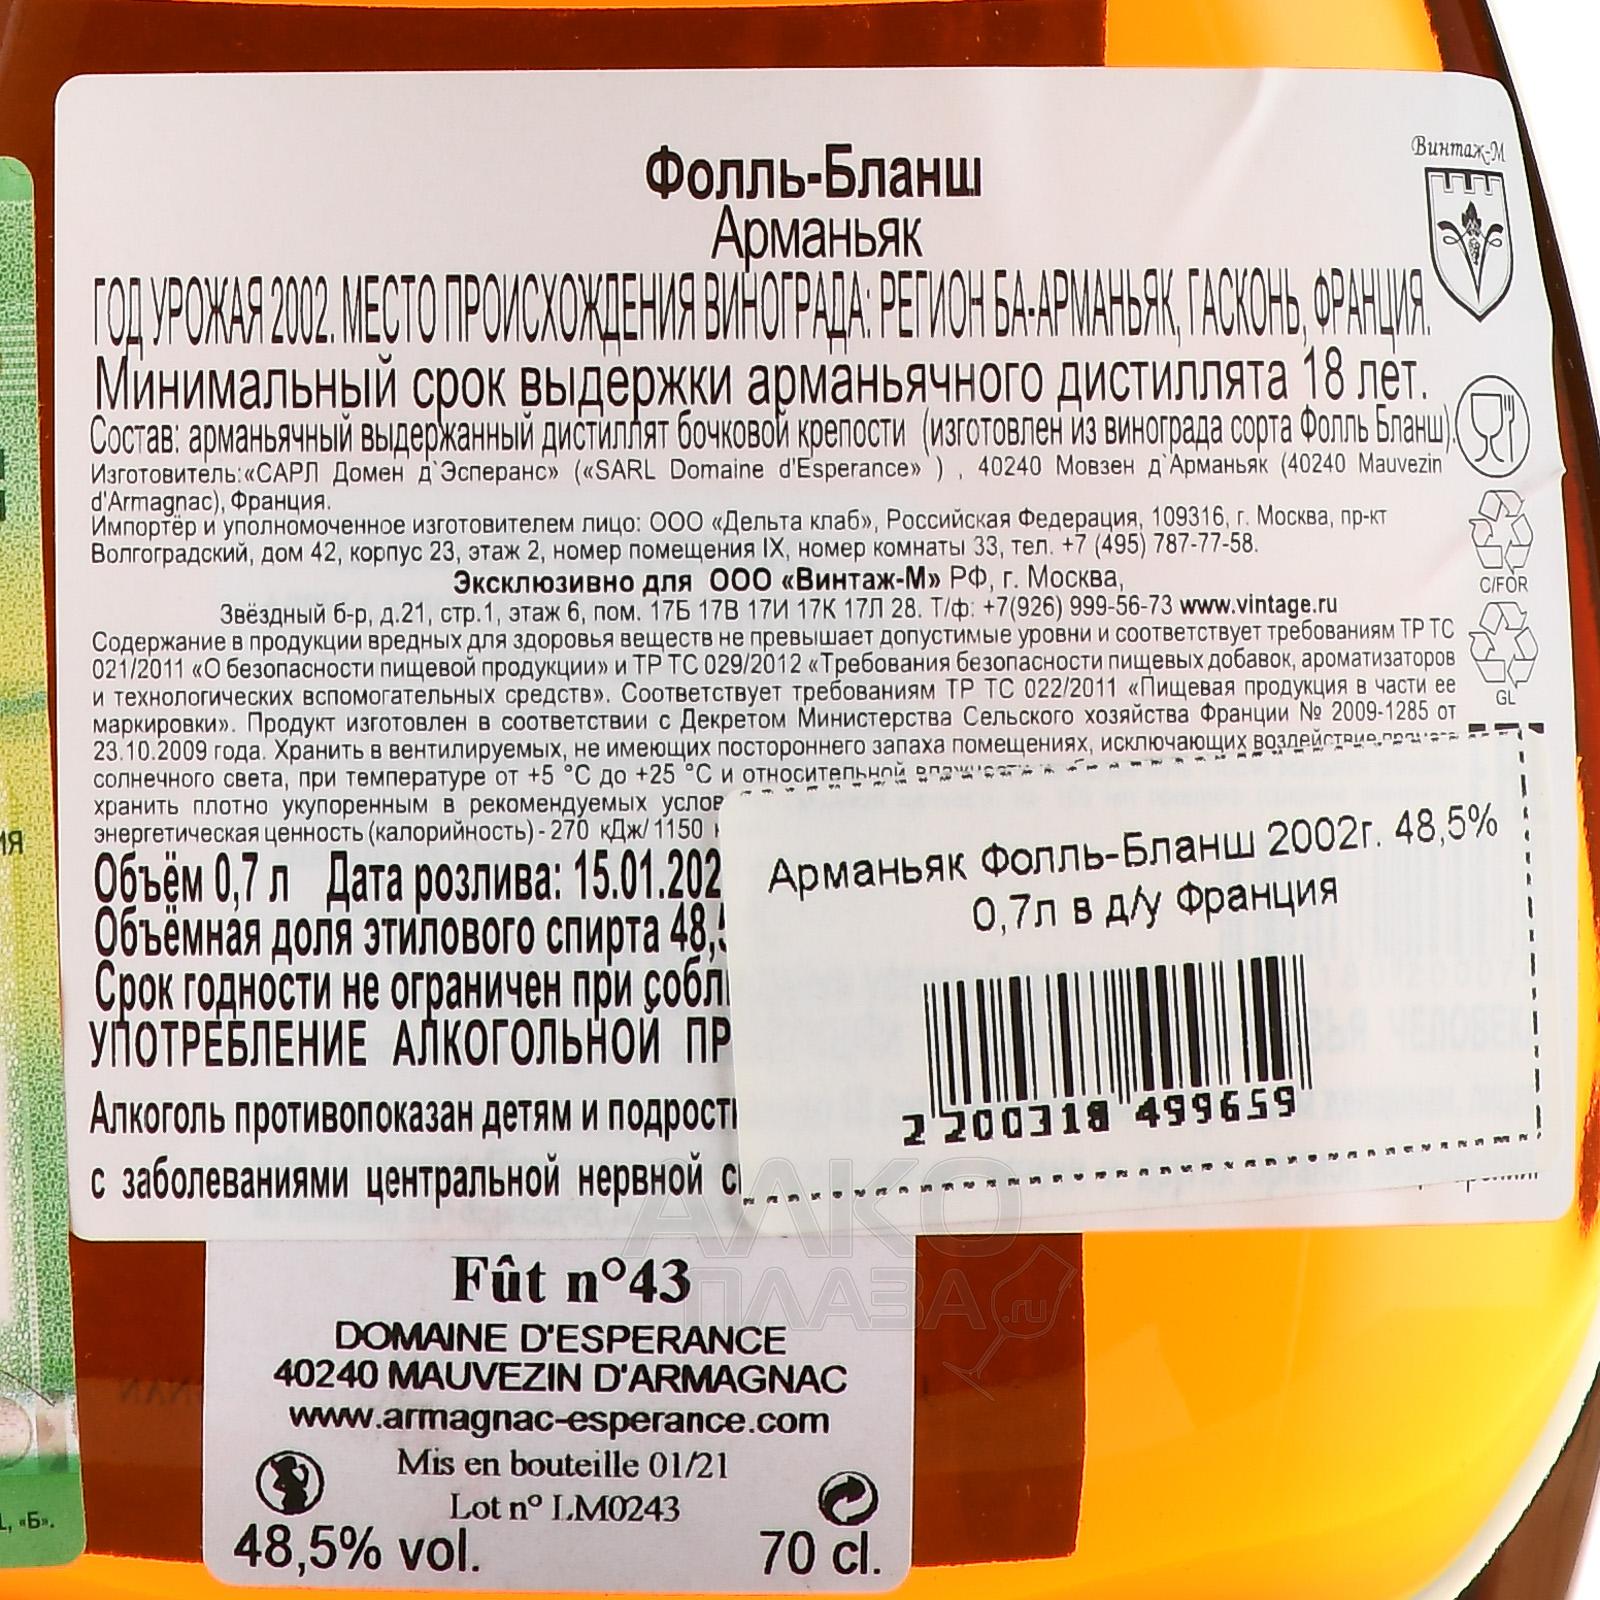 Винтаж-М
Фолль-Бланш
Арманьяк
ГОД УРОЖАЯ 2002. МЕСТО ПРОИСХОЖДЕНИЯ ВИНОГРАДА: РЕГИОН БА-АРМАНЬЯК, ГАСКОНЬ, ФРАНЦИЯ.
Минимальный срок выдержки арманьячного дистиллята 18 лет.
Состав: арманьячный выдержанный дистиллят бочковой крепости (изготовлен из винограда сорта Фолль Бланш).
Изготовитель:«САРЛ Домен д`Эсперанс» («SARL Domaine d'Esperance» ) , 40240 Мовзен д`Арманьяк (40240 Mauvezin
d'Armagnac), Франция.
Импортёр и уполномоченное изготовителем лицо: ООО «Дельта клаб», Российская Федерация, 109316, г. Москва, пр-кт
Волгоградский, дом 42, корпус 23, этаж 2, номер помещения IX, номер комнаты 33, тел. +7 (495) 787-77-58.
Эксклюзивно для ООО «Винтаж-М» РФ, г. Москва,
Звёздный б-р, д.21, стр.1, этаж 6, пом. 17Б 17В 17И 17К 17Л 28. Т/ф: +7(926) 999-56-73 www.vintage.ru
Содержание в продукции вредных для здоровья веществ не превышает допустимые уровни и соответствует требованиям ТР ТС
021/2011 «О безопасности пищевой продукции» и ТР ТС 029/2012 «Требования безопасности пищевых добавок, ароматизаторов
и технологических вспомогательных средств». Соответствует требованиям ТР ТС 022/2011 «Пищевая продукция в части ее
маркировки». Продукт изготовлен в соответствии с Декретом Министерства Сельского хозяйства Франции № 2009-1285 от
23.10.2009 года. Хранить в вентилируемых, не имеющих постороннего запаха помещениях, исключающих воздействие прямого
солнечного света, при температуре от +5 °С до +25 °С и относительной влажности
хранить плотно укупоренным в рекомендуемых услов
энергетическая ценность (калорийность) - 270 кДж/ 1150
Объём 0,7 л Дата розлива: 15.01.202
Объёмная доля этилового спирта 48,5
Срок годности не ограничен при собл
УПОТРЕБЛЕНИЕ АЛКОГОЛЬНОЙ ПР
Алкоголь противопоказан детям и подростк
с заболеваниями центральной нервной с
C/FOR
GL
Арманьяк Фолль-Бланш 2002г. 48,5%
0,7л в д/у Франция
2 200318 499659
Fût n°43
DOMAINE D'ESPERANCE
40240 MAUVEZIN D'ARMAGNAC
www.armagnac-esperance.com
Mis en bouteille 01/21
Lot n° LM0243
48,5% vol. 70 cl.
АЛКО
ПЛАЗА
.ru
ия
1, «Б».